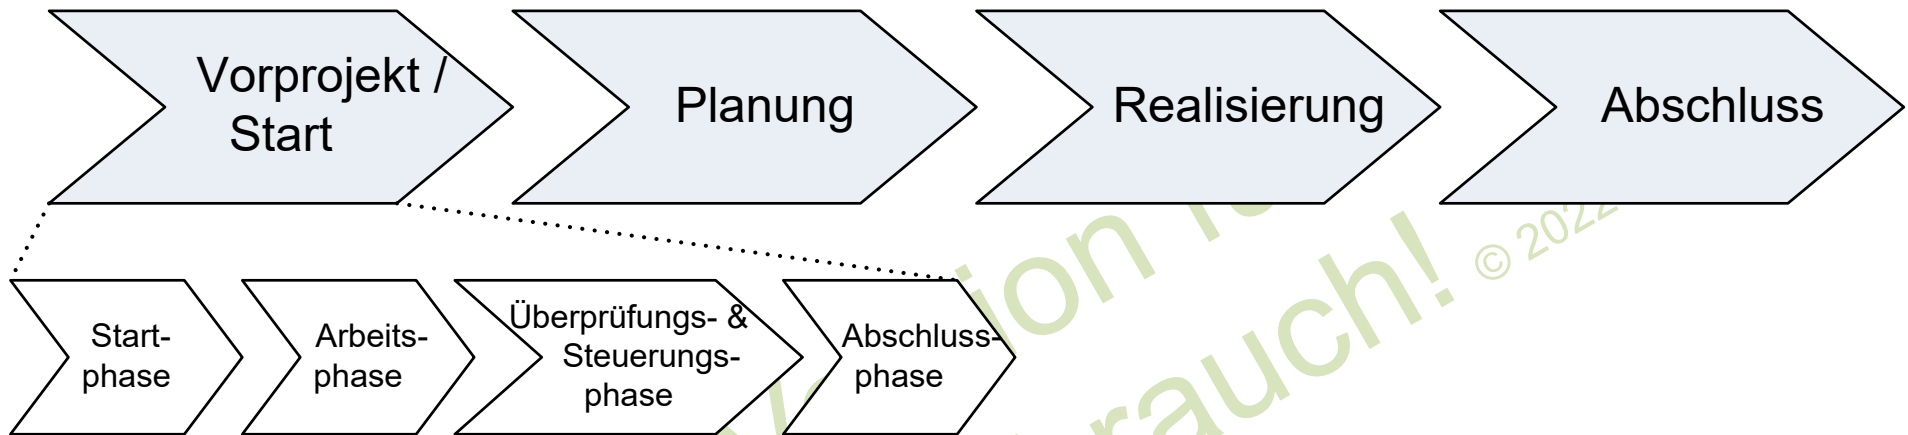 Vorprojekt /
Start
Planung
Realisierung
Abschluss
Start-
phase
Arbeits-
phase
Überprüfungs- &
Steuerungs-
phase
Abschluss-
phase
© 2022